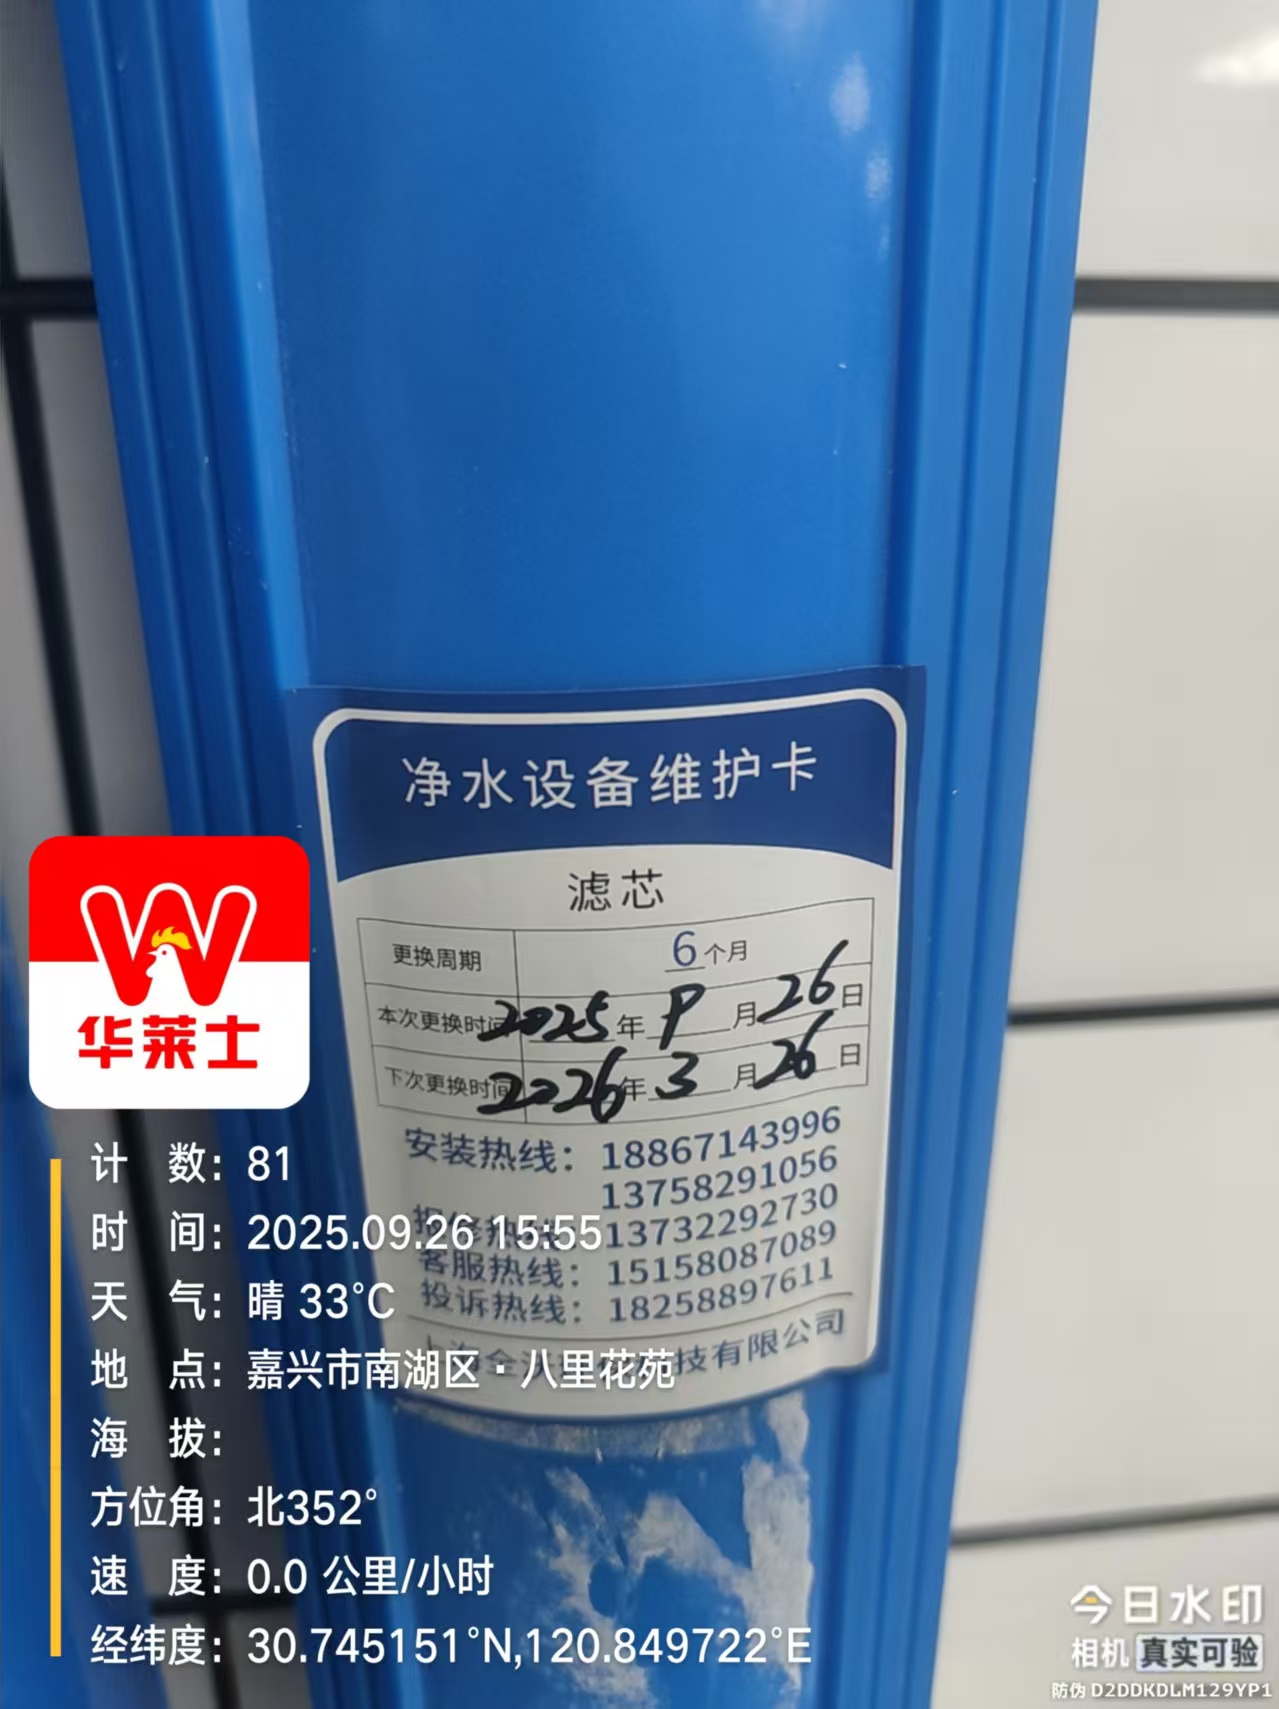 净水设备维护卡
滤芯
更换周期 6个月
本次更换时间 2025年 9月 26日
下次更换时间 2026年 3月 26日
安装热线：18867143996
13758291056
报修热线：13732292730
客服热线：15158087089
投诉热线：18258897611
技有限公司
华莱士
计 数：81
时 间：2025.09.26 15:55
天 气：晴 33°C
地 点：嘉兴市南湖区·八里花苑
海 拔：
方位角：北352°
速 度：0.0 公里/小时
经纬度：30.745151°N,120.849722°E
今日水印
相机 真实可验
防伪 D2DDKDLM129YP1